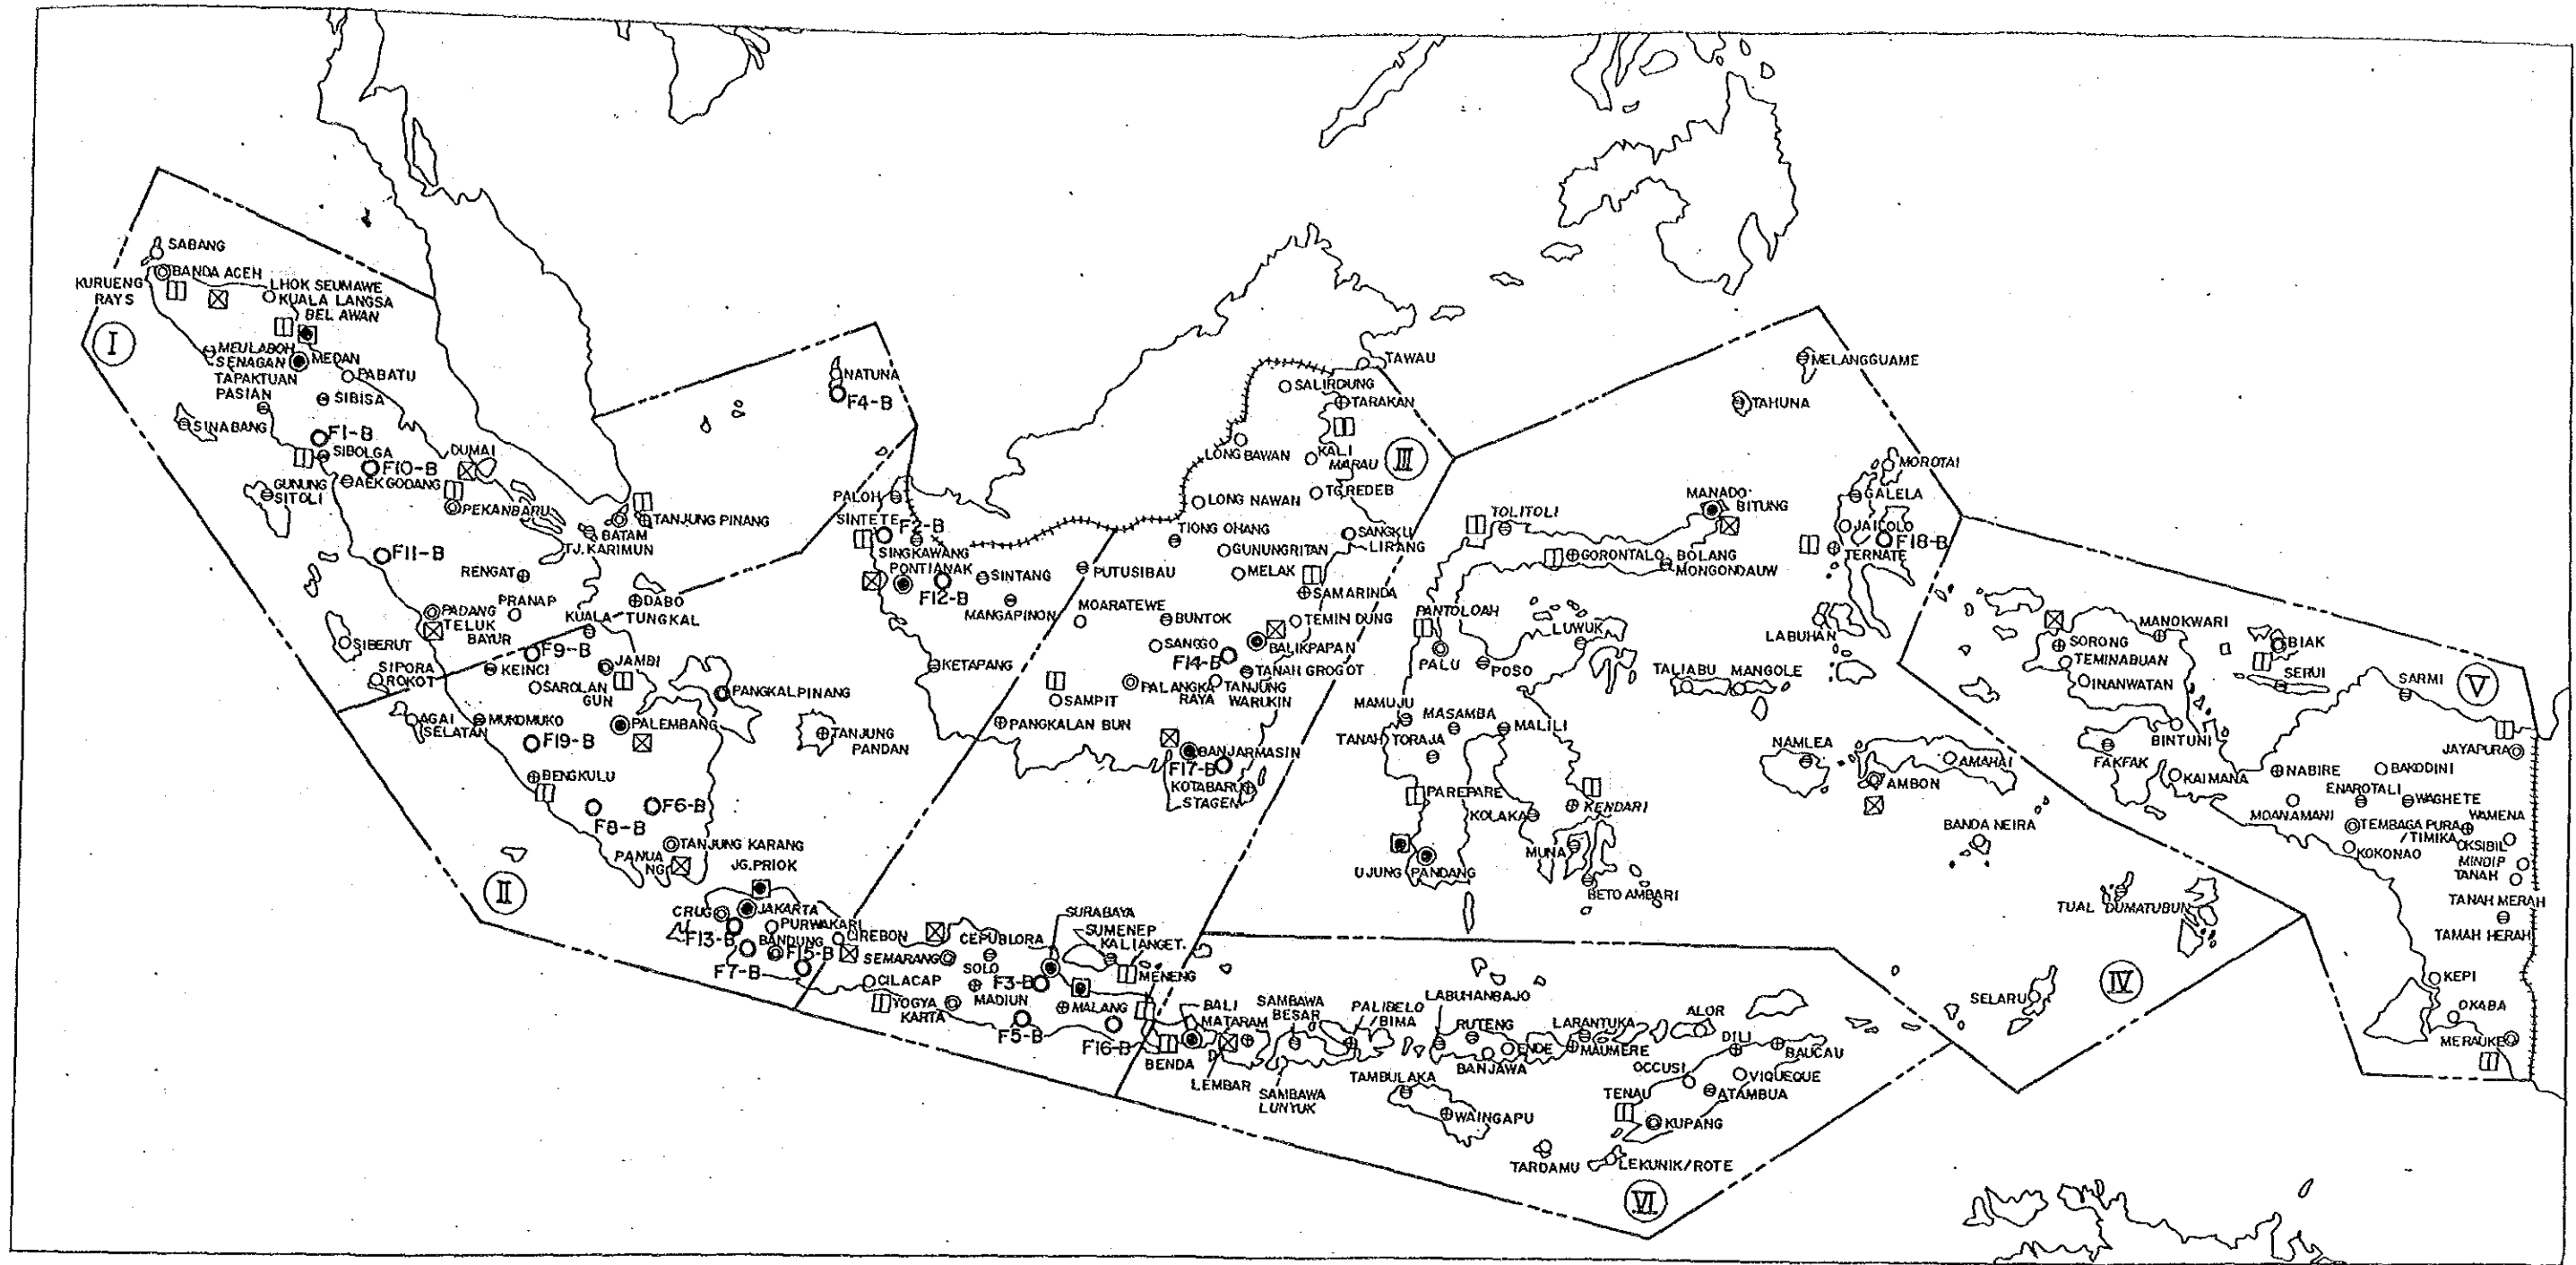 SABANG
BANDA ACEH
KURUENG
RAYS
LHOK SEUMAWE
KUALA LANGSA
BELAWAN
I
MEULABOH
SENAGAN
MEDAN
TAPAKTUAN
PASIAN
PABATU
SIBISA
SINABANG
F1-B
SIBOLGA
F10-B
DUMAI
GUNUNG
SITOLI
AEKGODANG
PEKANBARU
TANJUNG PINANG
BATAM
TJ. KARIMUN
F11-B
RENGAT
PRANAP
DABO
KUALA
TUNGKAL
PADANG
TELUK
BAYUR
SIBERUT
F9-B
SIPORA
ROKOT
KEINCI
JAMBI
SAROLAN
GUN
PANGKALPINANG
AGAI
SELATAN
MUKOMUKO
PALEMBANG
F19-B
TANJUNG
PANDAN
BENGKULU
F8-B
F6-B
TANJUNG KARANG
PANUA
NG
II
JG.PRIOK
CRUG
JAKARTA
PURWAKARI
F13-B
BANDUNG
CIREBON
F7-B
F15-B
SEMARANG
CEPUBLORA
SURABAYA
SUMENEP
KALIANGET.
SOLO
F3-B
MENENG
CILACAP
YOGYA
KARTA
MADIUN
MALANG
F5-B
F16-B
NATUNA
F4-B
PALOH
SINTETE
F2-B
SINGKAWANG
PONTIANAK
SINTANG
F12-B
MANGAPINON
PUTUSIBAU
KETAPANG
TAWAU
SALIRDUNG
TARAKAN
LONG BAWAN
KALI
MARAU
III
LONG NAWAN
TG.REDEB
TIONG OHANG
SANGKU
LIRANG
GUNUNGRITAN
MELAK
SAMARINDA
MOARATEWE
BUNTOK
TEMIN DUNG
SANGGO
BALIKPAPAN
F14-B
TANAH GROGOT
SAMPIT
PALANGKA
RAYA
TANJUNG
WARUKIN
PANGKALAN BUN
BANJARMASIN
F17-B
KOTABARU
STAGEN
MELANGGUAME
TAHUNA
TOLITOLI
MANADO
BITUNG
GORONTALO
BOLANG
MONGONDAUW
MOROTAI
GALELA
JAILOLO
F18-B
TERNATE
PANTOLOAH
LUWUK
LABUHAN
PALU
POSO
TALIABU
MANGOLE
MAMUJU
MASAMBA
MALILI
TANAH TORAJA
NAMLEA
AMBON
AMAHAI
PAREPARE
KOLAKA
KENDARI
BANDA NEIRA
UJUNG PANDANG
MUNA
BETOAMBARI
TUAL DUMATUBUN
SELARU
IV
SORONG
TEMINABUAN
MANOKWARI
BIAK
INANWATAN
SERUI
SARMI
V
BINTUNI
JAYAPURA
FAKFAK
KAIMANA
NABIRE
BAKODINI
MOANAMANI
ENAROTALI
WAGHETE
TEMBAGAPURA
/ TIMIKA
WAMENA
OKSIBIL
KOKONAO
MINDIP
TANAH
TANAH MERAH
TAMAH HERAH
KEPI
OKABA
MERAUKE
BALI
MATARAM
SAMBAWA
BESAR
PALIBELO
/ BIMA
LABUHANBAJO
RUTENG
LARANTUKA
ALOR
BENDA
LEMBAR
SAMBAWA
LUNYUK
BANJAWA
ENDE
MAUMERE
DILI
BAUCAU
TAMBULAKA
OCCUSI
VIQUEQUE
WAINGAPU
TENAU
ATAMBUA
KUPANG
TARDAMU
LEKUNIK/ROTE
VI